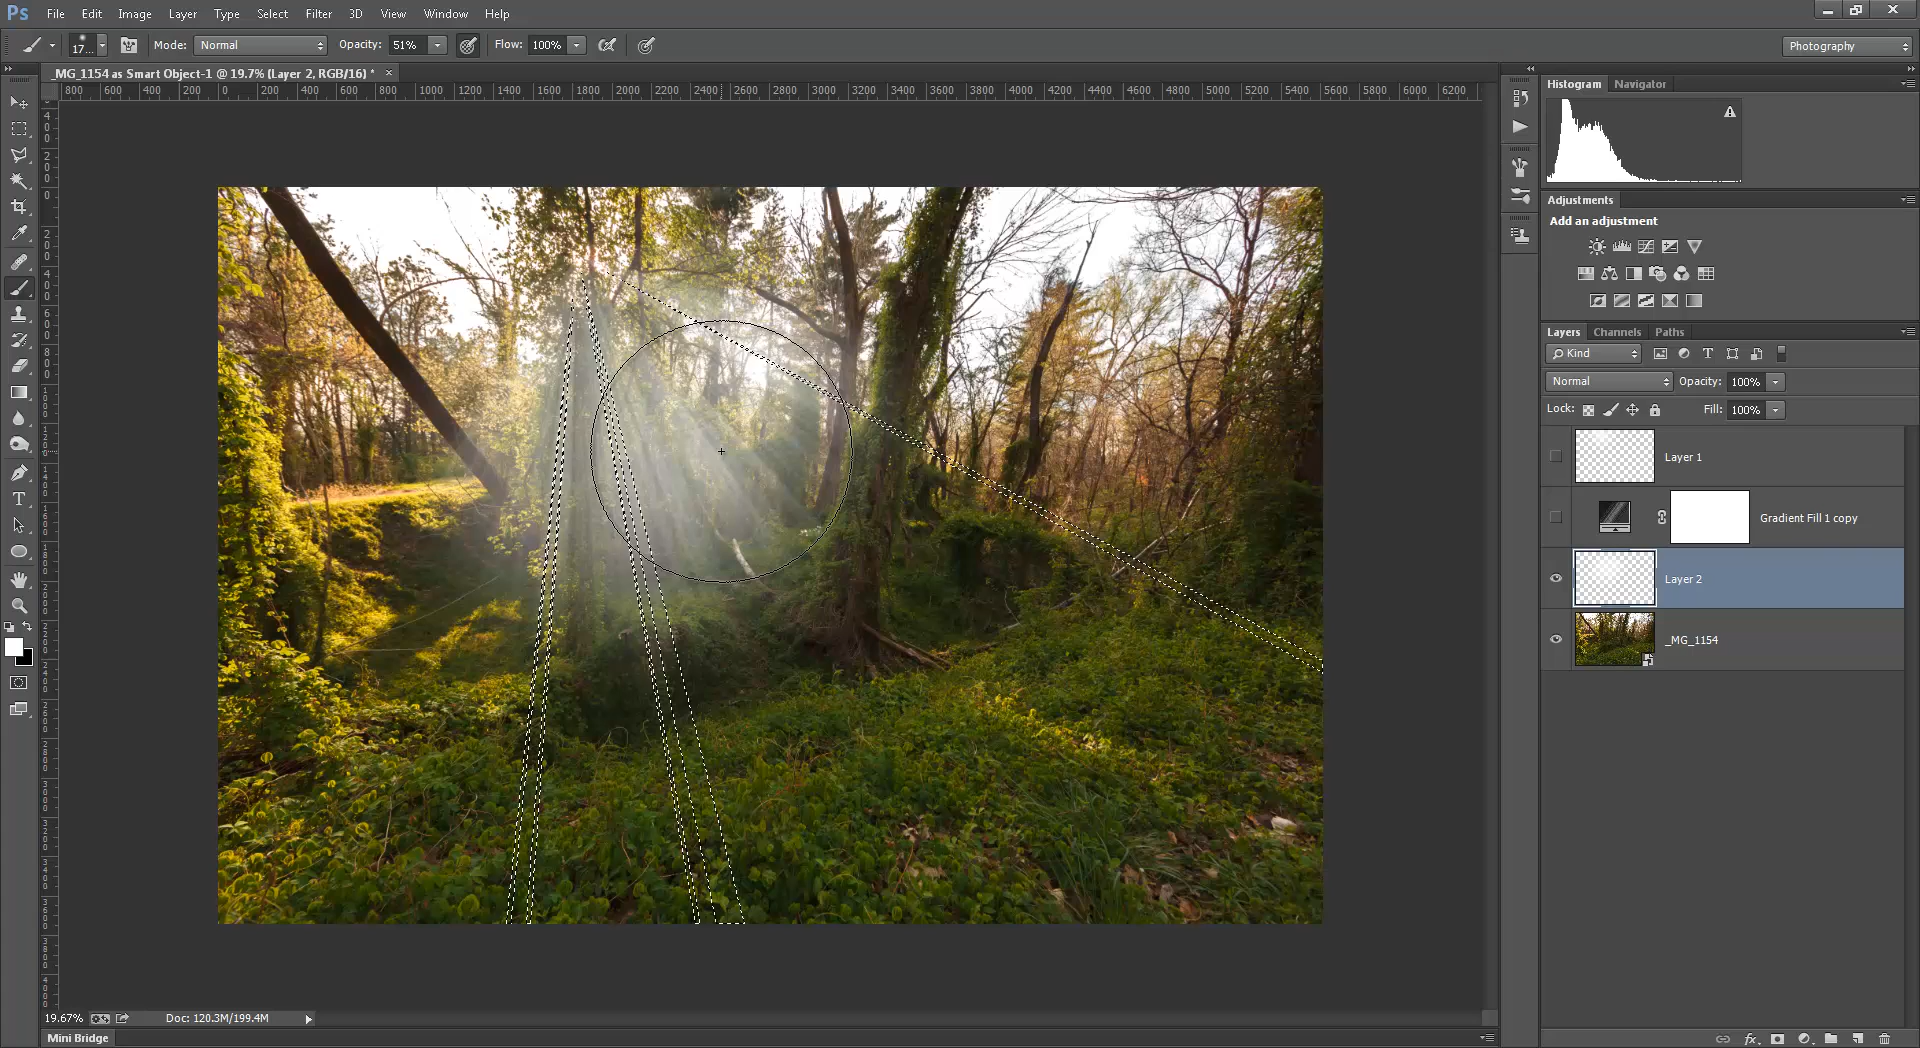 Ps File Edit Image Layer Type Select Filter 3D View Window Help
17... Mode: Normal Opacity: 51% Flow: 100% Photography
_MG_1154 as Smart Object-1 @ 19.7% (Layer 2, RGB/16) * ×
800 600 400 200 0 200 400 600 800 1000 1200 1400 1600 1800 2000 2200 2400 2600 2800 3000 3200 3400 3600 3800 4000 4200 4400 4600 4800 5000 5200 5400 5600 5800 6000 6200
Histogram Navigator
Adjustments
Add an adjustment
Layers Channels Paths
Kind
Normal Opacity: 100%
Lock: Fill: 100%
Layer 1
Gradient Fill 1 copy
Layer 2
_MG_1154
19.67% Doc: 120.3M/199.4M
Mini Bridge